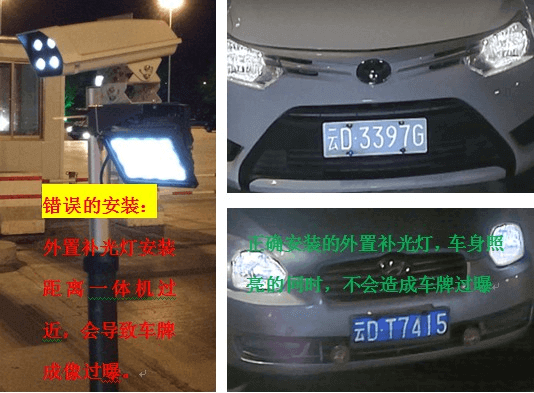 错误的安装：
外置补光灯安装
距离一体机过
近，会导致车牌
成像过曝。
云D·3397G
正确安装的外置补光灯，车身照
亮的同时，不会造成车牌过曝
云D·T7415